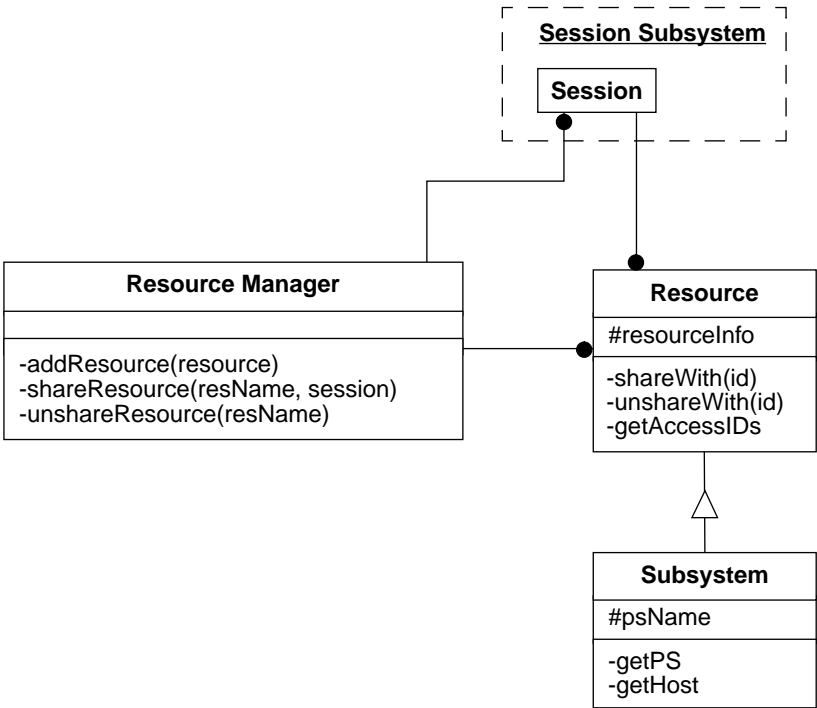 Session Subsystem
Session
Resource Manager
-addResource(resource)
-shareResource(resName, session)
-unshareResource(resName)
Resource
#resourceInfo
-shareWith(id)
-unshareWith(id)
-getAccessIDs
Subsystem
#psName
-getPS
-getHost